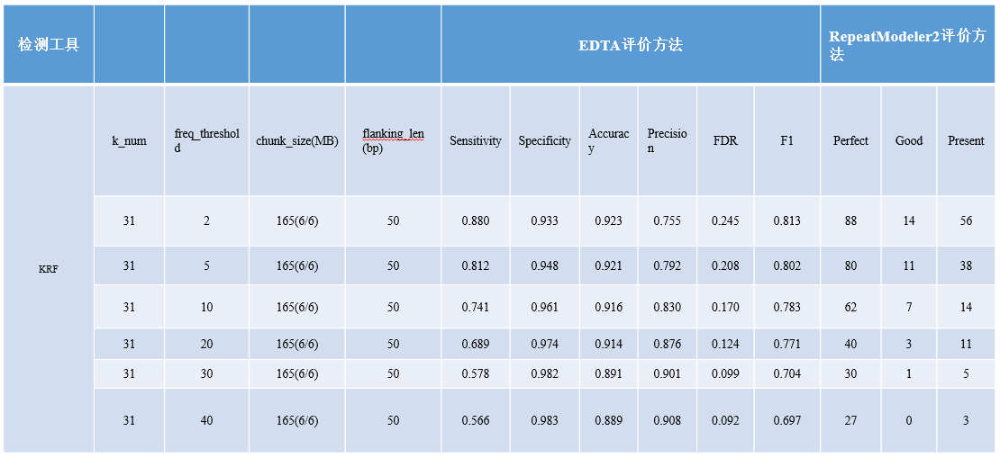 检测工具 EDTA评价方法 RepeatModeler2评价方
法
k_num freq_threshol
d chunk_size(MB) flanking_len
(bp) Sensitivity Specificity Accurac
y Precisio
n FDR F1 Perfect Good Present
31 2 165(6/6) 50 0.880 0.933 0.923 0.755 0.245 0.813 88 14 56
KRF
31 5 165(6/6) 50 0.812 0.948 0.921 0.792 0.208 0.802 80 11 38
31 10 165(6/6) 50 0.741 0.961 0.916 0.830 0.170 0.783 62 7 14
31 20 165(6/6) 50 0.689 0.974 0.914 0.876 0.124 0.771 40 3 11
31 30 165(6/6) 50 0.578 0.982 0.891 0.901 0.099 0.704 30 1 5
31 40 165(6/6) 50 0.566 0.983 0.889 0.908 0.092 0.697 27 0 3